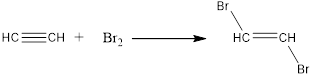 Br
HC≡CH + Br₂ ⟶ HC=CH
Br